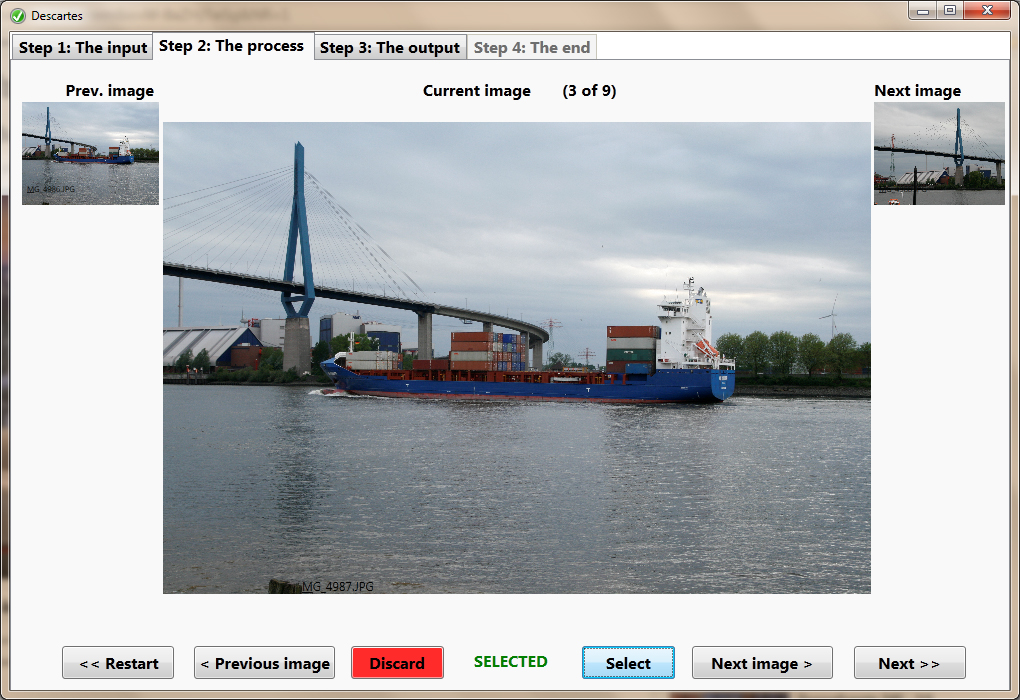 Descartes
Step 1: The input
Step 2: The process
Step 3: The output
Step 4: The end
Prev. image
Current image (3 of 9)
Next image
MG_4986.JPG
MG_4987.JPG
<< Restart
< Previous image
Discard
SELECTED
Select
Next image >
Next >>